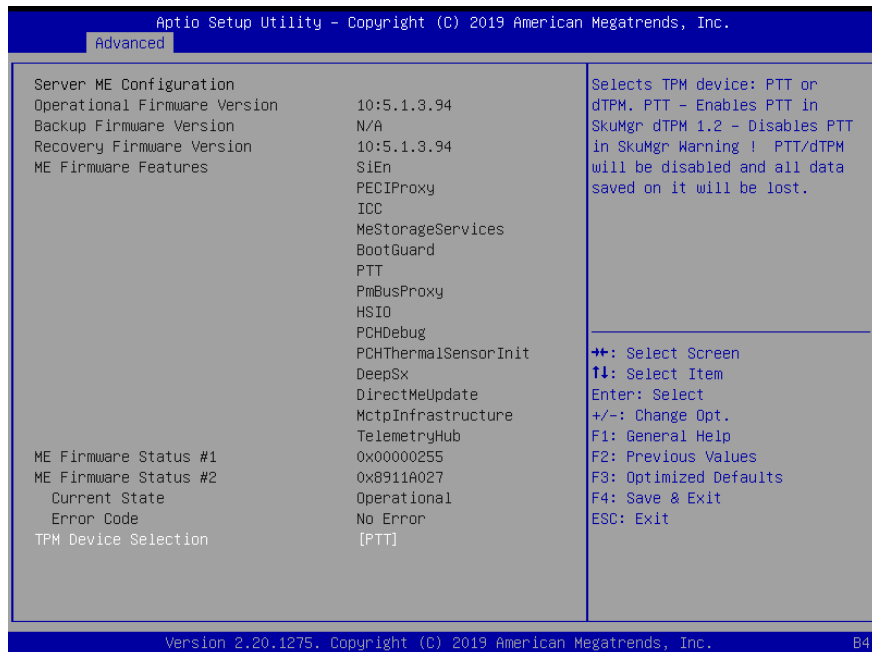 Aptio Setup Utility – Copyright (C) 2019 American Megatrends, Inc.
Advanced
Server ME Configuration
Operational Firmware Version 10:5.1.3.94
Backup Firmware Version N/A
Recovery Firmware Version 10:5.1.3.94
ME Firmware Features SiEn
PECIProxy
ICC
MeStorageServices
BootGuard
PTT
PmBusProxy
HSIO
PCHDebug
PCHThermalSensorInit
DeepSx
DirectMeUpdate
MctpInfrastructure
TelemetryHub
ME Firmware Status #1 0x00000255
ME Firmware Status #2 0x8911A027
Current State Operational
Error Code No Error
TPM Device Selection [PTT]
Selects TPM device: PTT or
dTPM. PTT – Enables PTT in
SkuMgr dTPM 1.2 – Disables PTT
in SkuMgr Warning ! PTT/dTPM
will be disabled and all data
saved on it will be lost.
→←: Select Screen
↑↓: Select Item
Enter: Select
+/-: Change Opt.
F1: General Help
F2: Previous Values
F3: Optimized Defaults
F4: Save & Exit
ESC: Exit
Version 2.20.1275. Copyright (C) 2019 American Megatrends, Inc.
B4